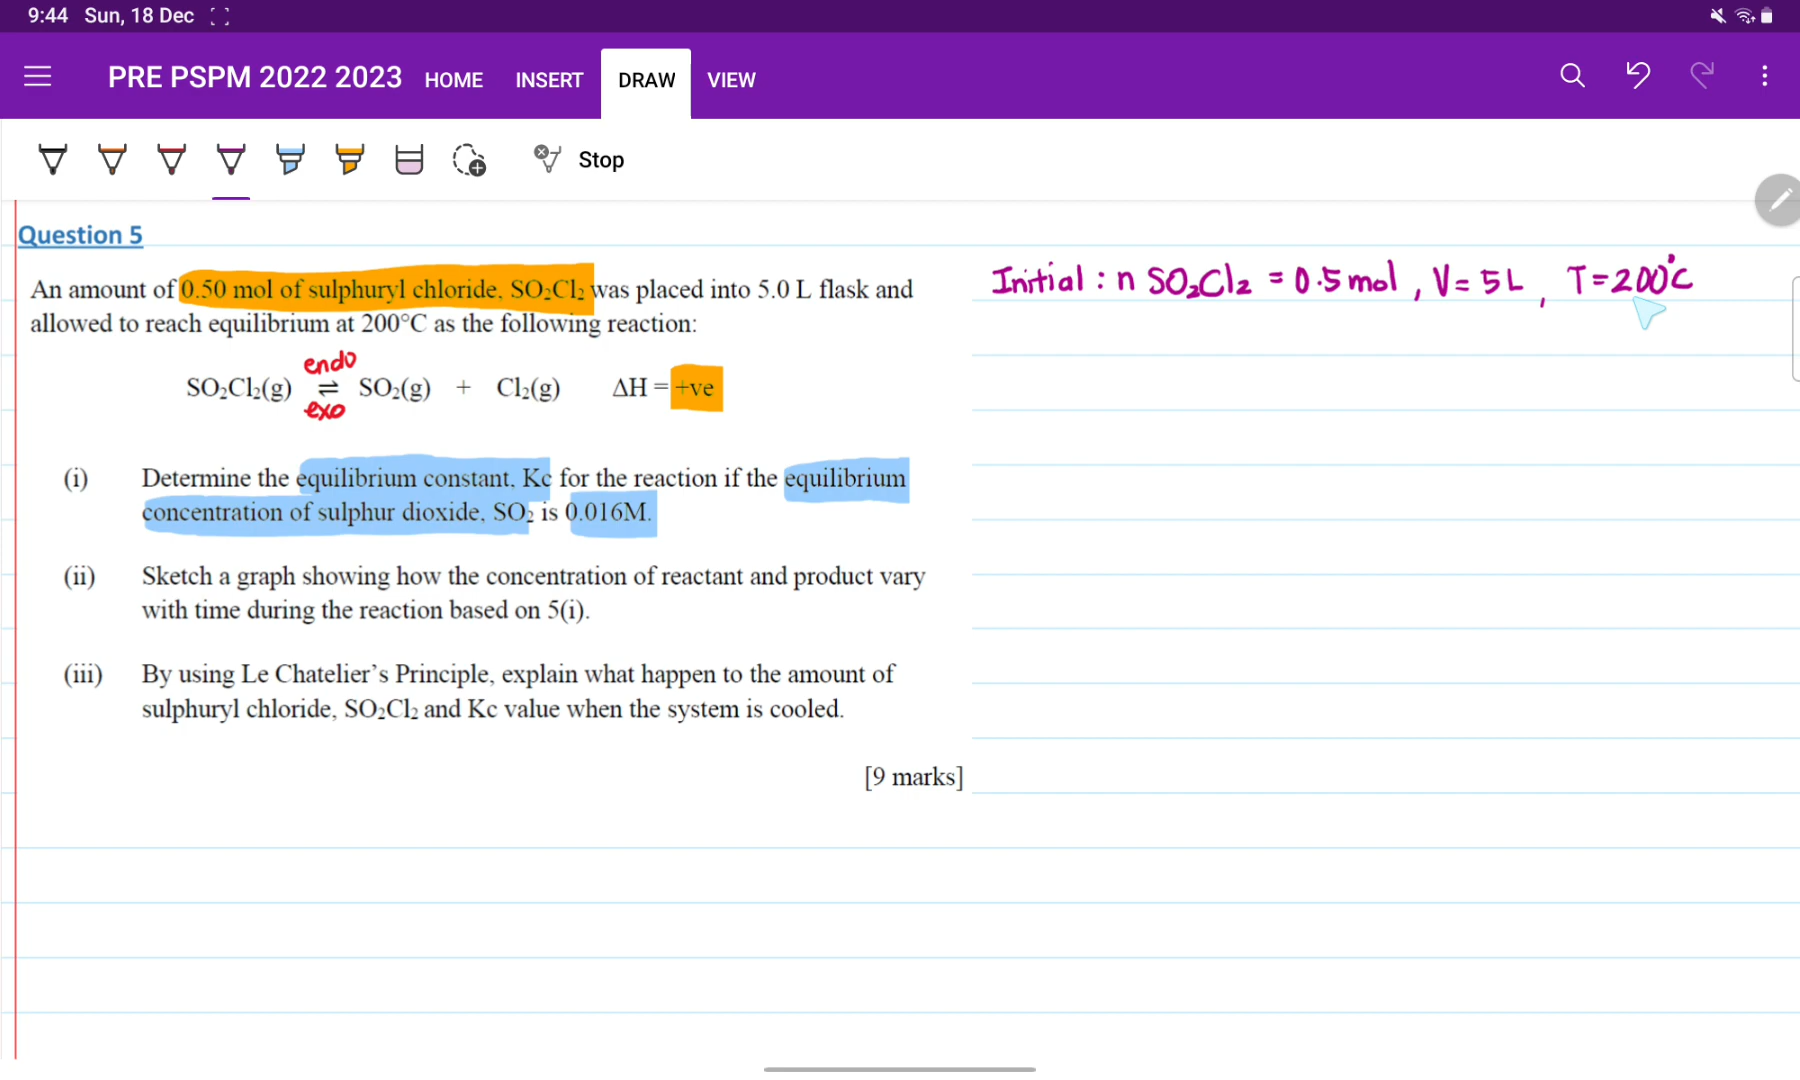 9:44 Sun, 18 Dec
PRE PSPM 2022 2023 HOME INSERT DRAW VIEW
Stop
Question 5
An amount of 0.50 mol of sulphuryl chloride, SO₂Cl₂ was placed into 5.0 L flask and
allowed to reach equilibrium at 200°C as the following reaction:
endo
SO₂Cl₂(g) ⇌ SO₂(g) + Cl₂(g) ΔH = +ve
exo
(i) Determine the equilibrium constant, Kc for the reaction if the equilibrium
concentration of sulphur dioxide, SO₂ is 0.016M.
(ii) Sketch a graph showing how the concentration of reactant and product vary
with time during the reaction based on 5(i).
(iii) By using Le Chatelier's Principle, explain what happen to the amount of
sulphuryl chloride, SO₂Cl₂ and Kc value when the system is cooled.
[9 marks]
Initial : n SO₂Cl₂ = 0.5 mol , V = 5 L , T = 200°C